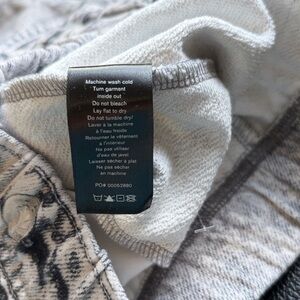 Machine wash cold
Turn garment
inside out
Do not bleach
Lay flat to dry
Do not tumble dry/
Laver à la machine
à l'eau froide
Retourner le vêtement
à l'intérieur
Ne pas utiliser
d'eau de javel
Laisser sécher à plat
Ne pas sécher
en machine
PO# 00052880